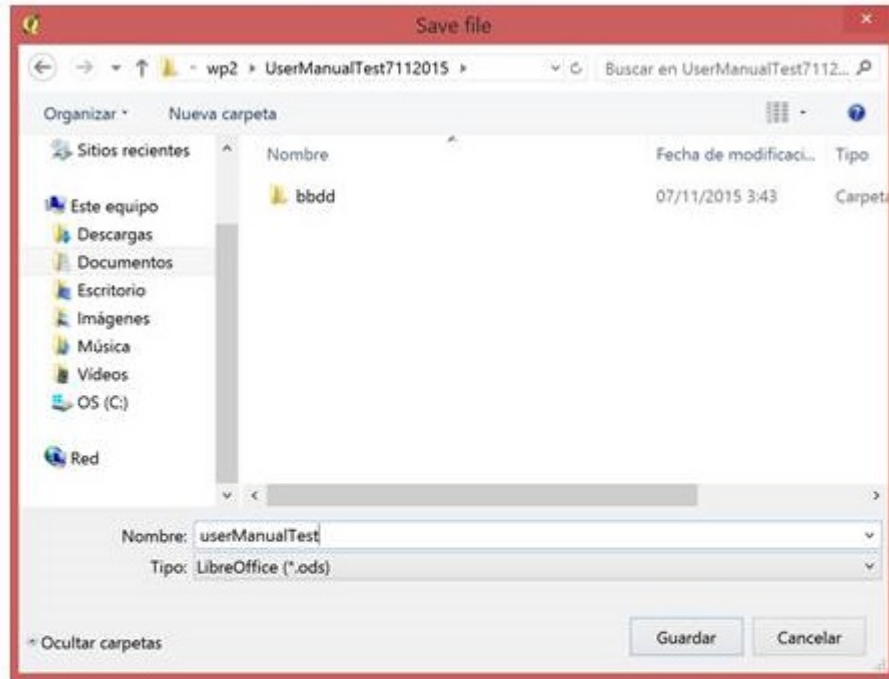 Save file
wp2 UserManualTest7112015
Buscar en UserManualTest7112...
Organizar Nueva carpeta
Sitios recientes
Este equipo
Descargas
Documentos
Escritorio
Imágenes
Música
Vídeos
OS (C:)
Red
Nombre Fecha de modificaci... Tipo
bbdd 07/11/2015 3:43 Carpeta
Nombre: userManualTest
Tipo: LibreOffice (*.ods)
Ocultar carpetas
Guardar Cancelar